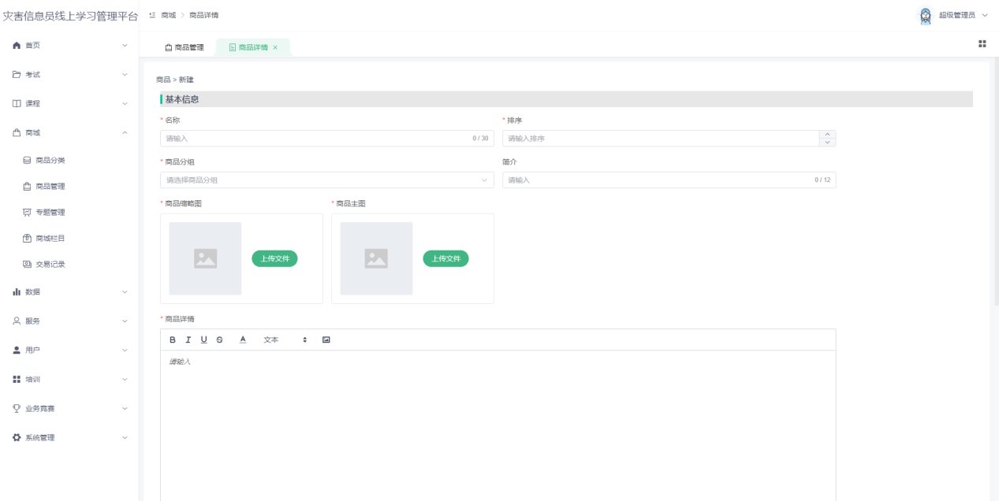 灾害信息员线上学习管理平台
商城 > 商品详情
超级管理员
首页
考试
课程
商城
商品分类
商品管理
专题管理
商城栏目
交易记录
数据
服务
用户
培训
业务竞赛
系统管理
商品管理
商品详情 ×
商品 > 新建
基本信息
* 名称
请输入 0 / 30
* 排序
请输入排序
* 商品分组
请选择商品分组
简介
请输入 0 / 12
* 商品缩略图
上传文件
* 商品主图
上传文件
* 商品详情
B I U S A 文本
请输入